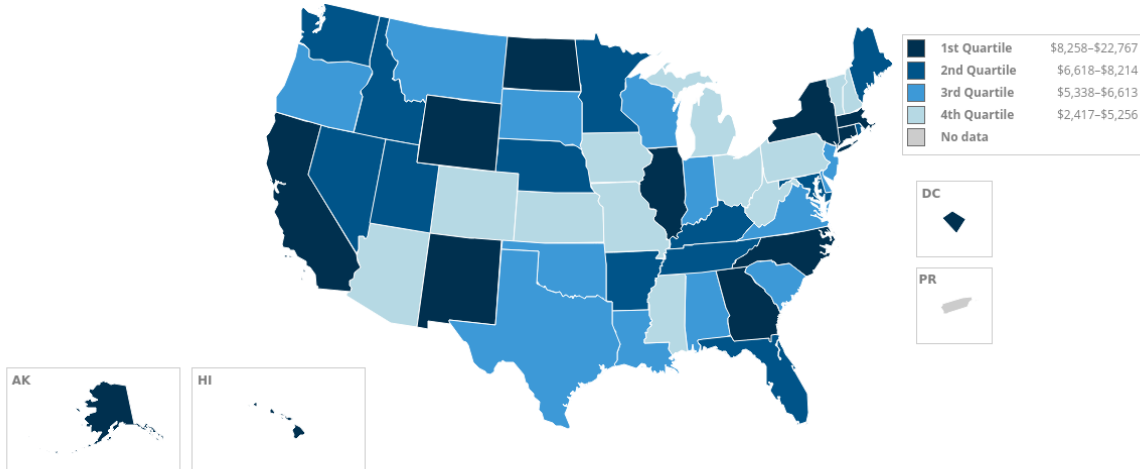 1st Quartile $8,258–$22,767
2nd Quartile $6,618–$8,214
3rd Quartile $5,338–$6,613
4th Quartile $2,417–$5,256
No data
DC
PR
AK
HI